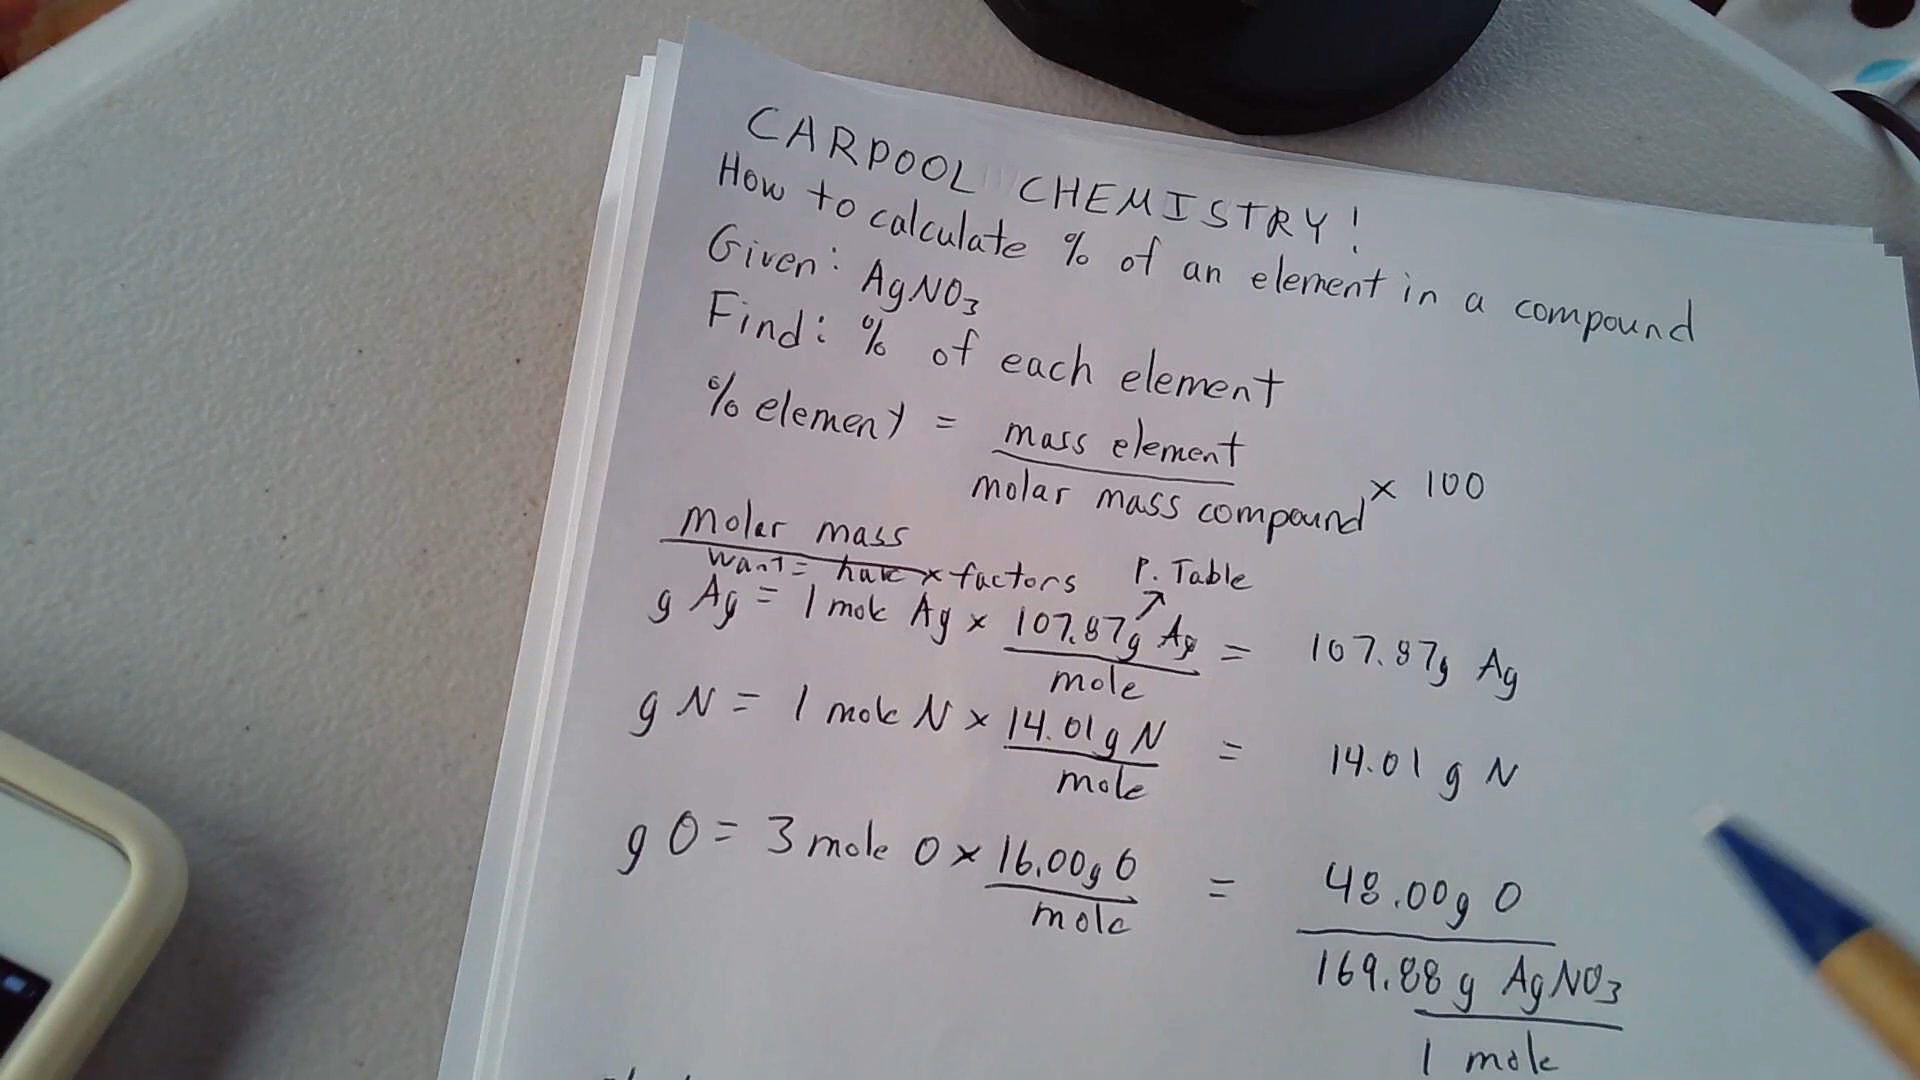 CARPOOL CHEMISTRY!
How to calculate % of an element in a compound
Given: AgNO3
Find: % of each element
% element = mass element / molar mass compound × 100
molar mass
want = have × factors P. Table
g Ag = 1 mole Ag × 107.87g Ag / mole = 107.87g Ag
g N = 1 mole N × 14.01 g N / mole = 14.01 g N
g O = 3 mole O × 16.00g O / mole = 48.00g O
169.88 g AgNO3
1 mole